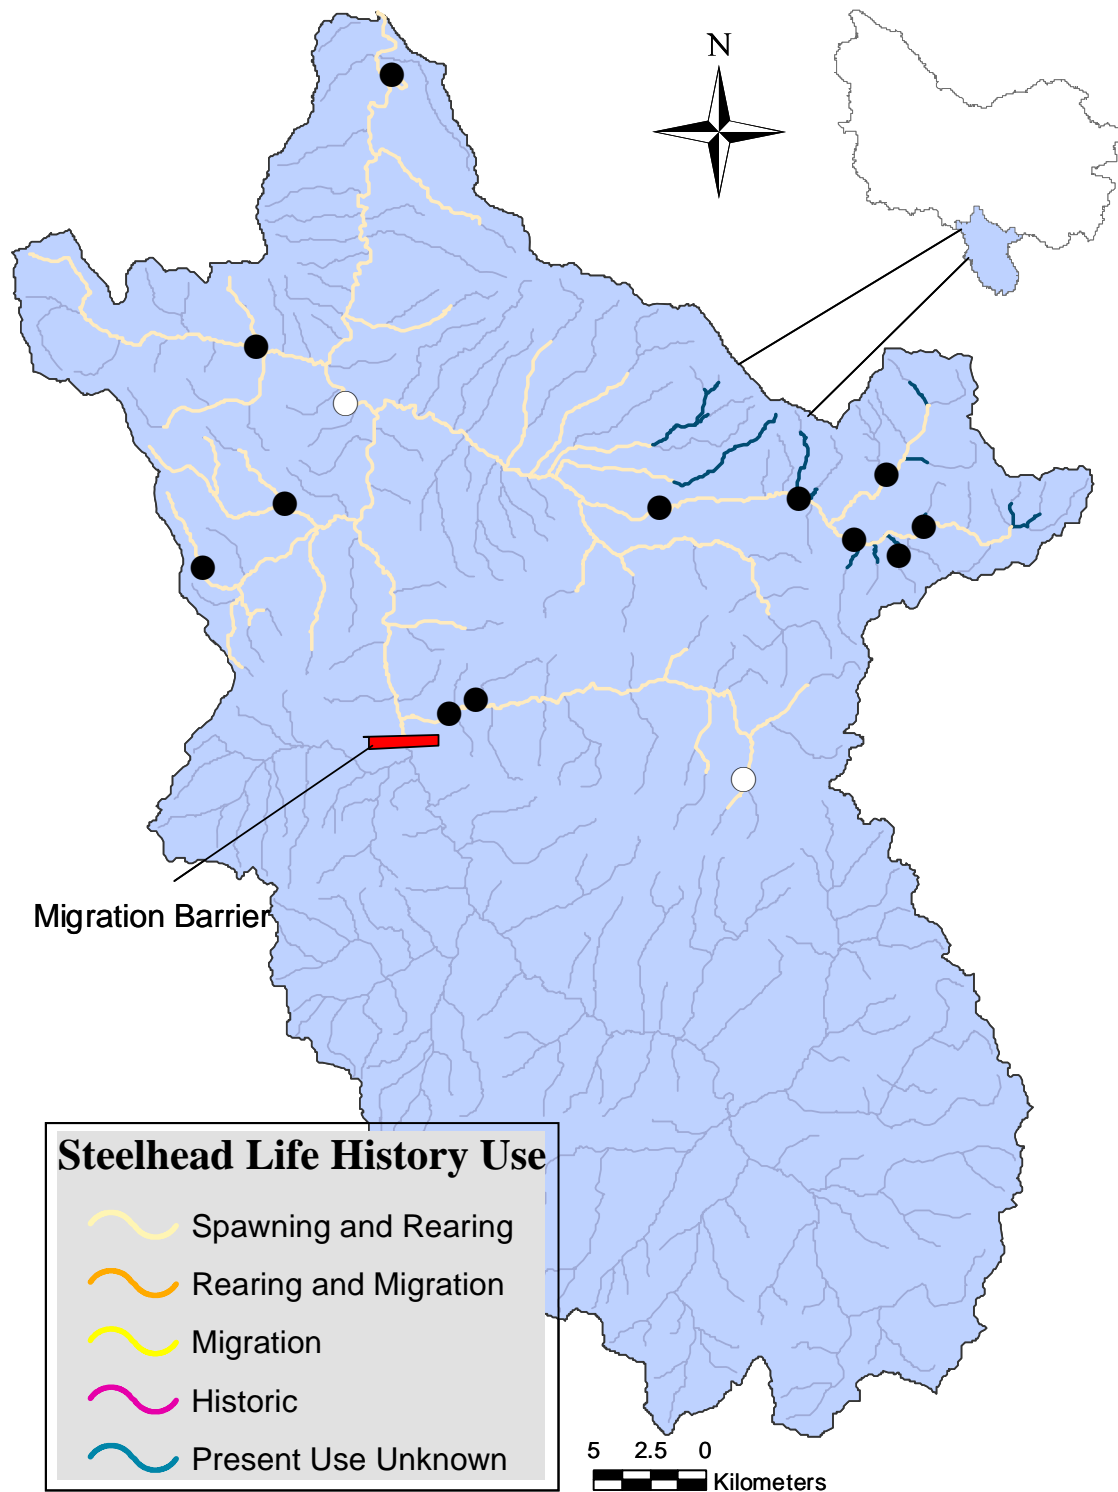 N
Migration Barrier
Steelhead Life History Use
Spawning and Rearing
Rearing and Migration
Migration
Historic
Present Use Unknown
5 2.5 0
Kilometers